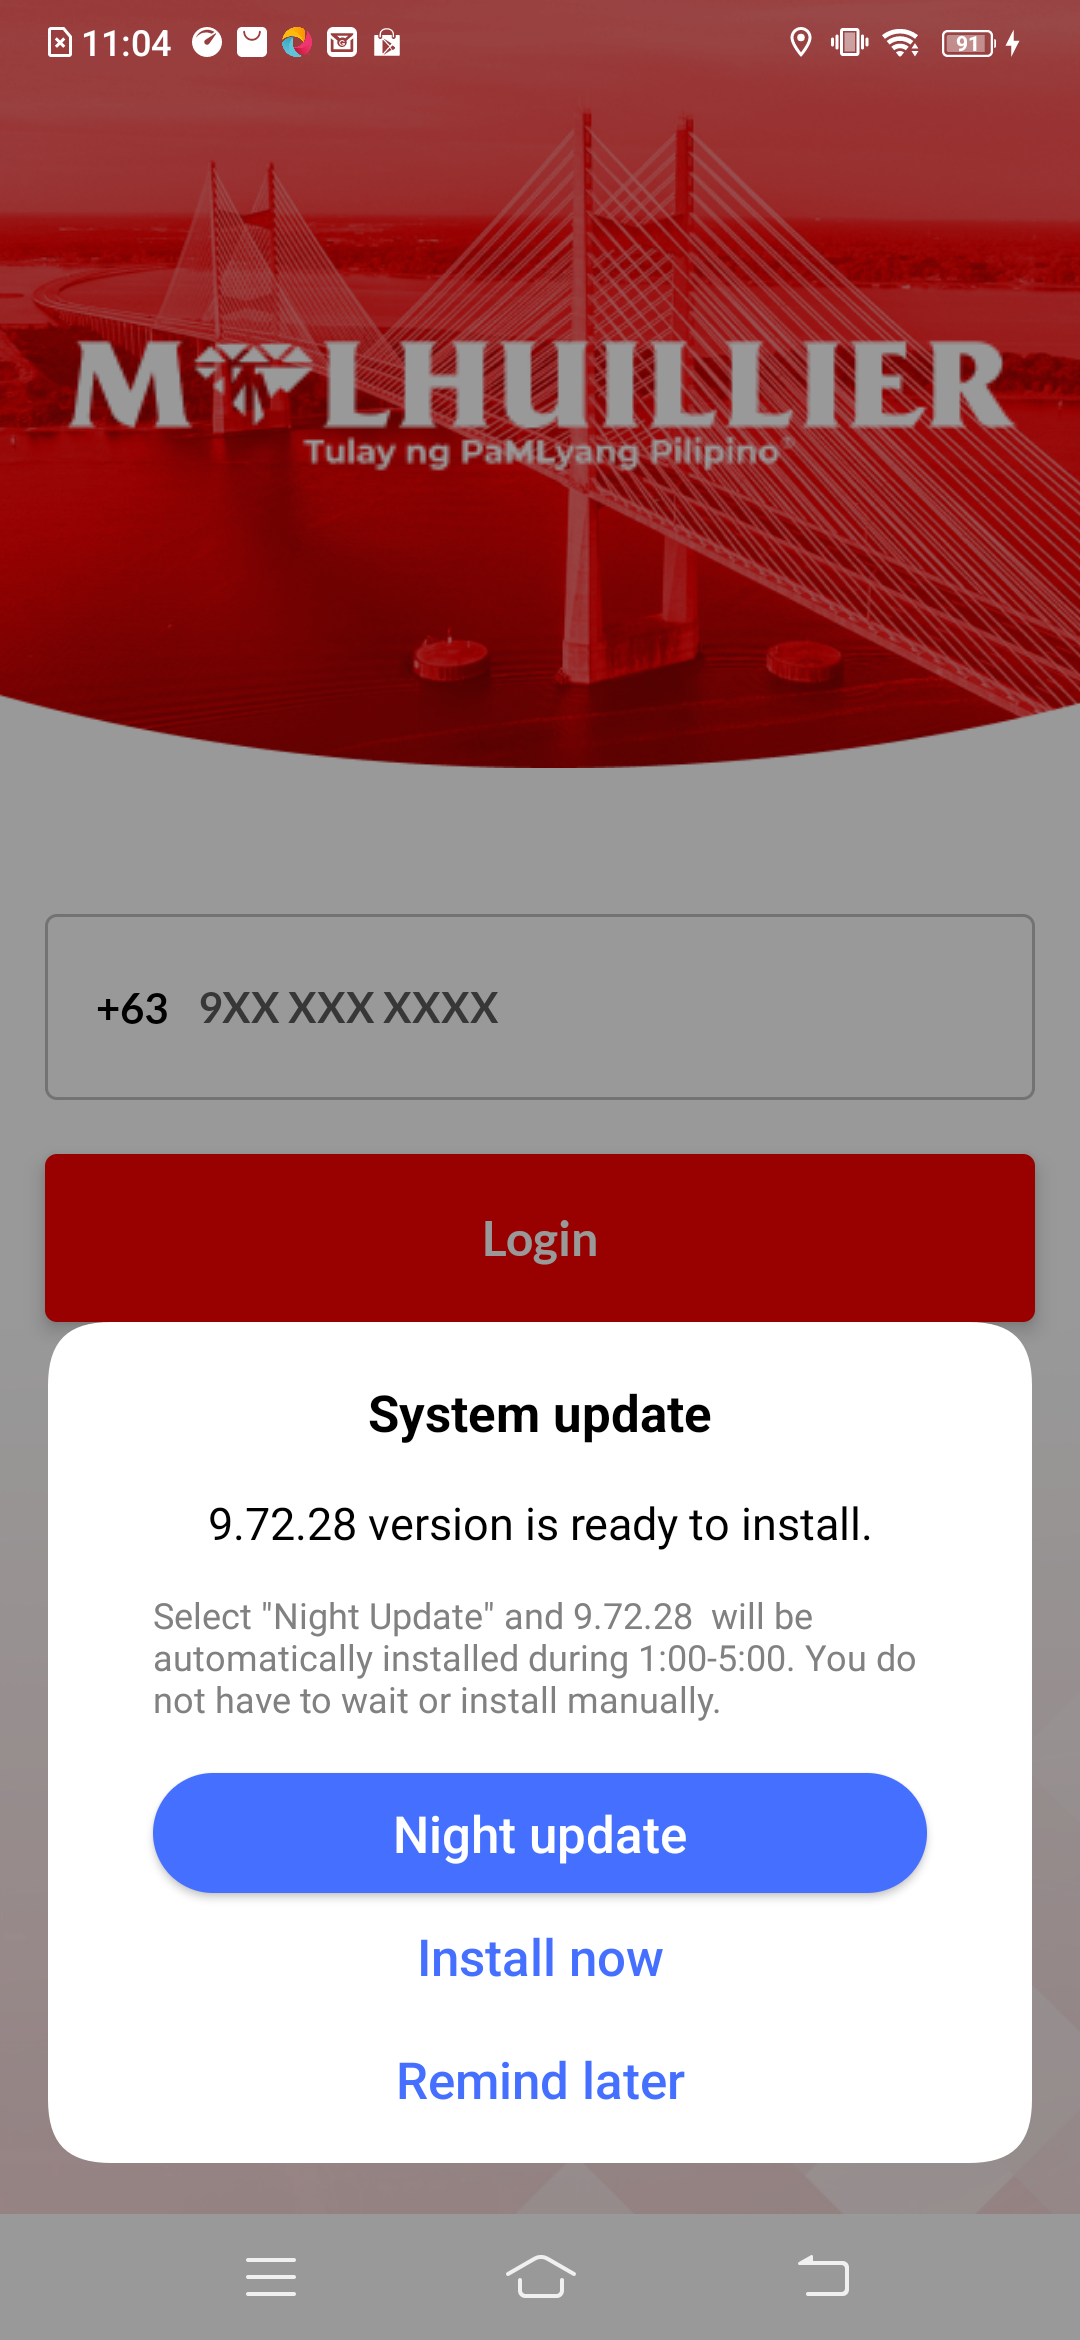 11:04
91
M LHUILLIER
Tulay ng PaMLyang Pilipino®
+63 9XX XXX XXXX
Login
System update
9.72.28 version is ready to install.
Select "Night Update" and 9.72.28 will be
automatically installed during 1:00-5:00. You do
not have to wait or install manually.
Night update
Install now
Remind later